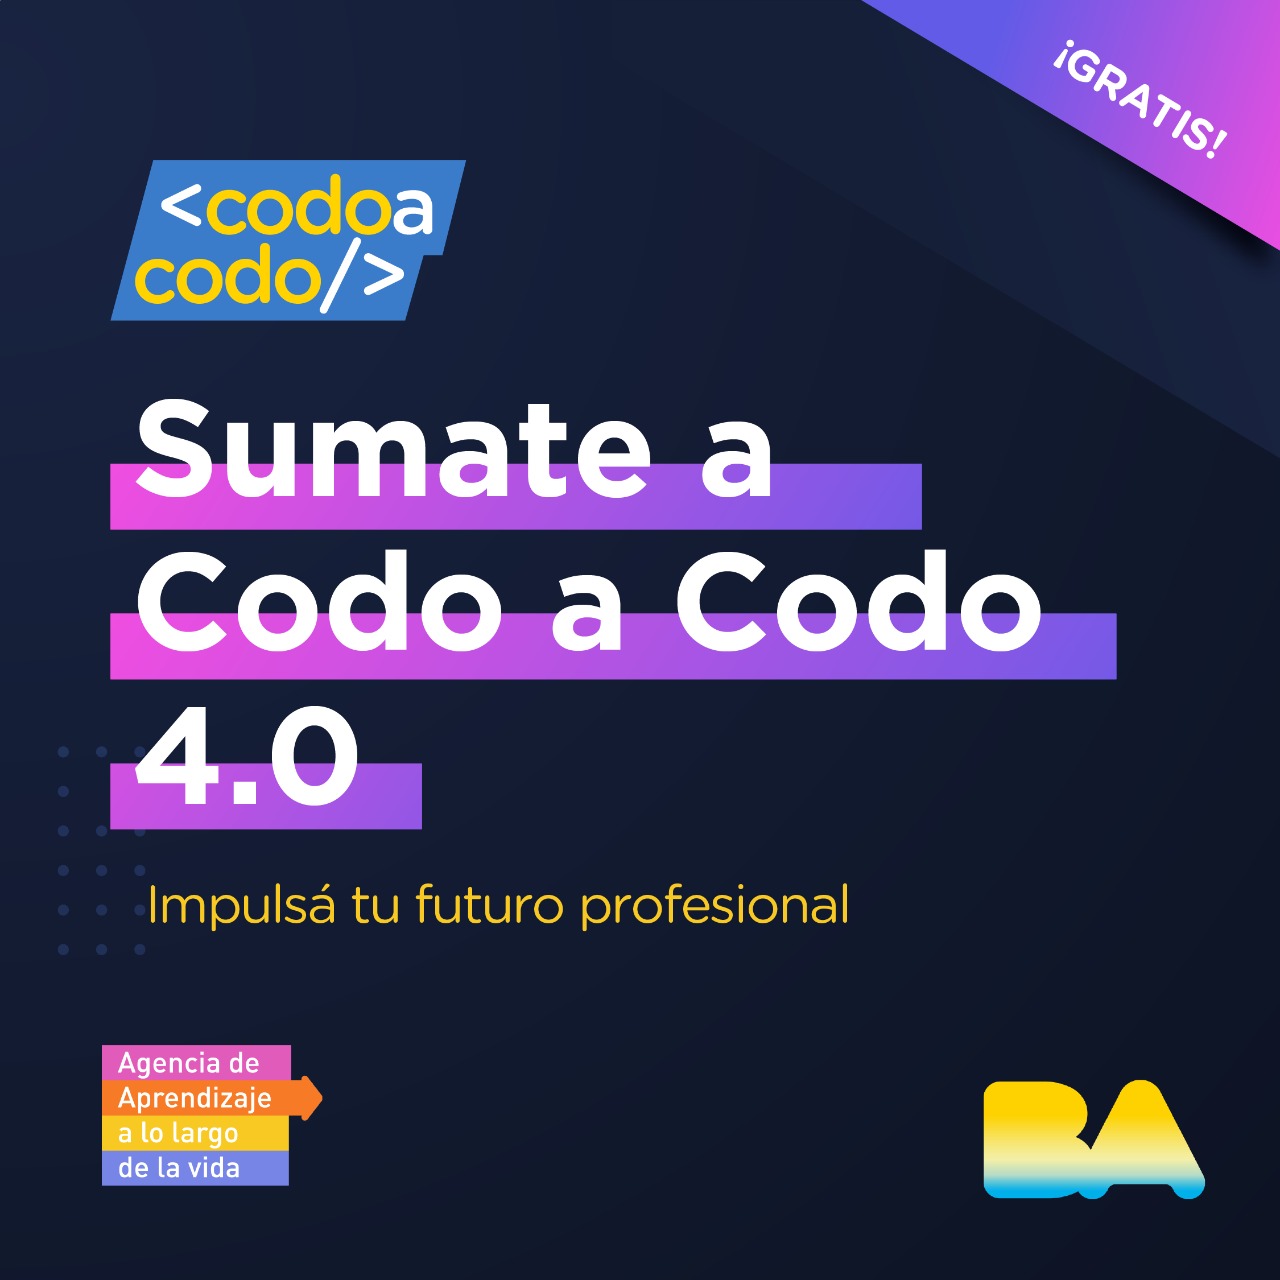 ¡GRATIS!
<codoa
codo/>
Sumate a
Codo a Codo
4.0
Impulsá tu futuro profesional
Agencia de
Aprendizaje
a lo largo
de la vida
BA